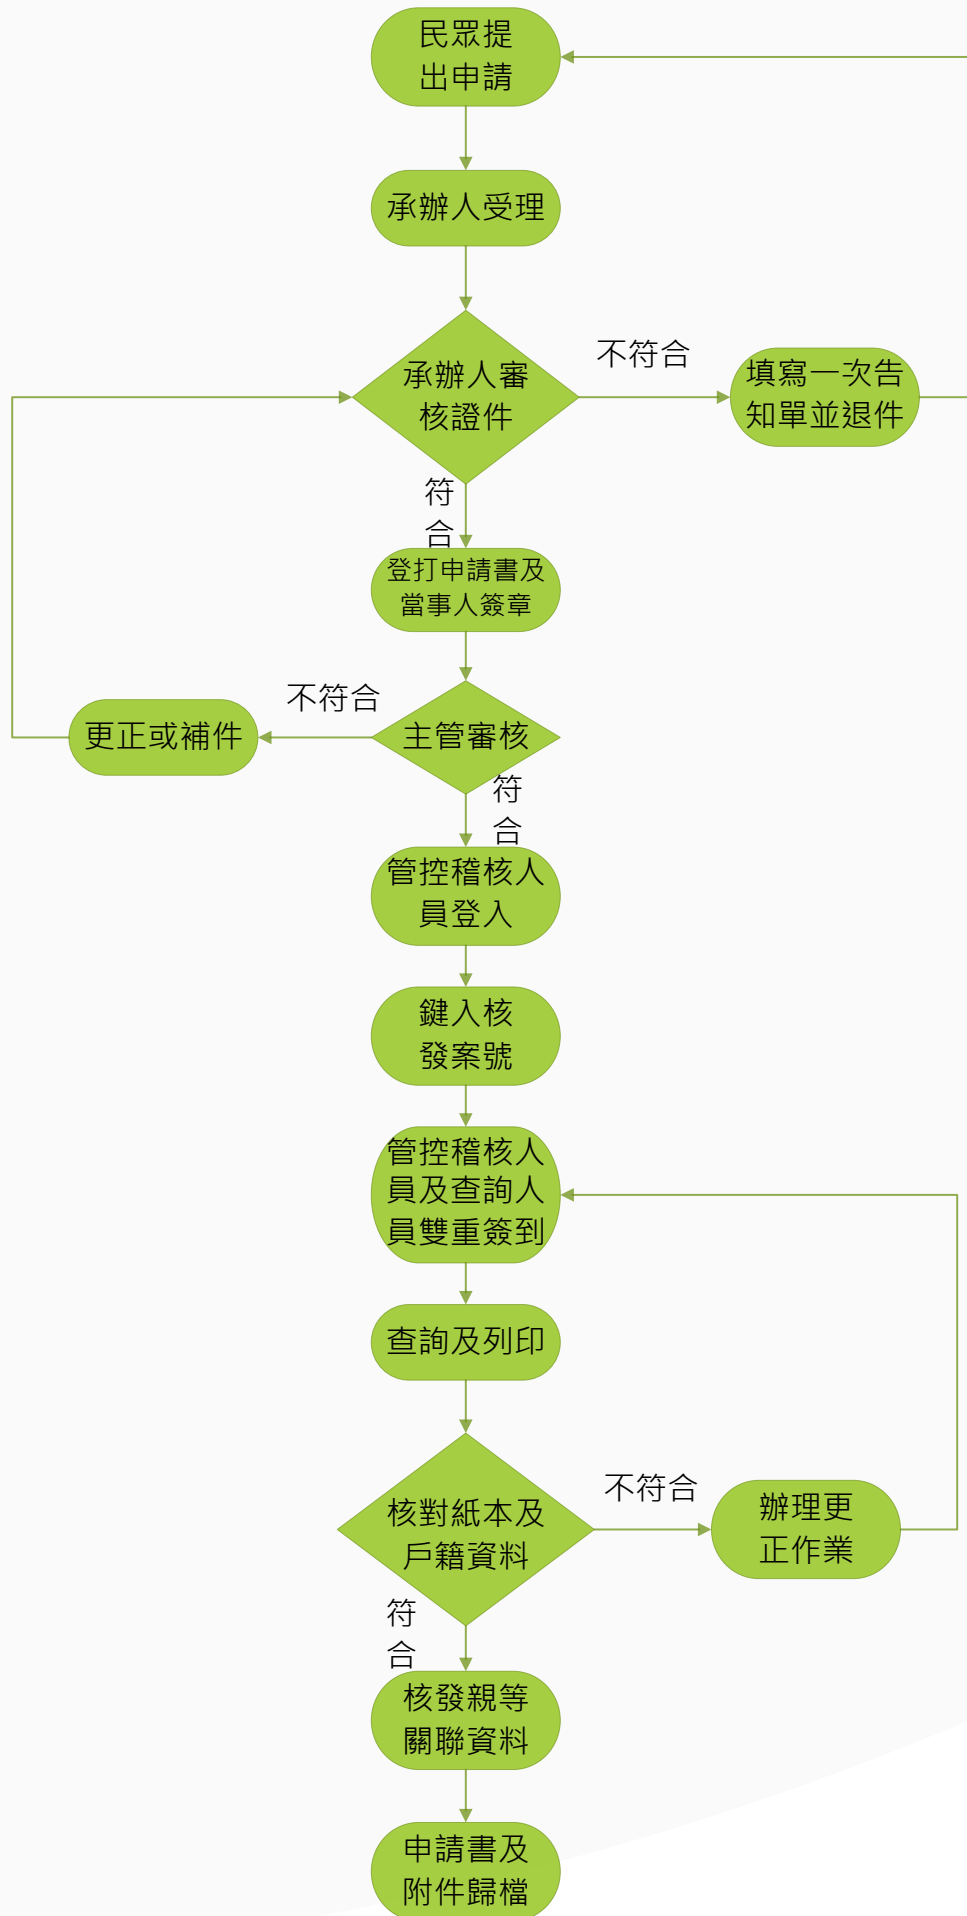 民眾提
出申請
承辦人受理
承辦人審
核證件
不符合
填寫一次告
知單並退件
符
合
登打申請書及
當事人簽章
不符合
更正或補件
主管審核
符
合
管控稽核人
員登入
鍵入核
發案號
管控稽核人
員及查詢人
員雙重簽到
查詢及列印
核對紙本及
戶籍資料
不符合
辦理更
正作業
符
合
核發親等
關聯資料
申請書及
附件歸檔